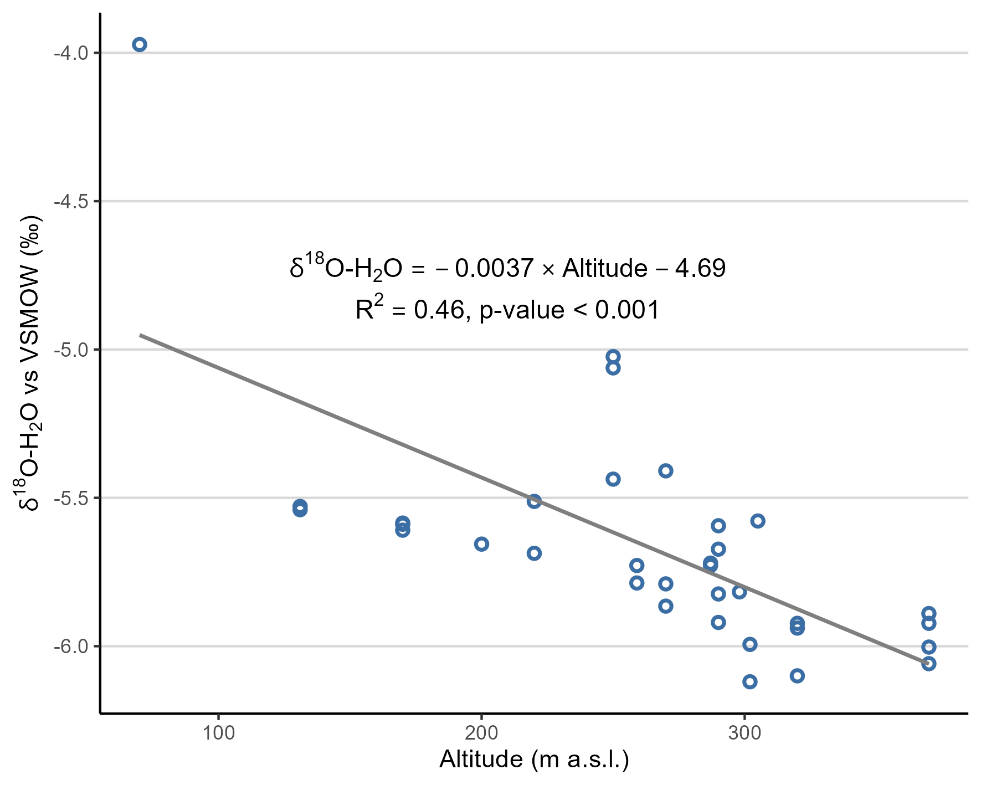 -4.0
-4.5
-5.0
-5.5
-6.0
δ¹⁸O-H₂O vs VSMOW (‰)
δ¹⁸O-H₂O = − 0.0037 × Altitude − 4.69
R² = 0.46, p-value < 0.001
100
200
300
Altitude (m a.s.l.)